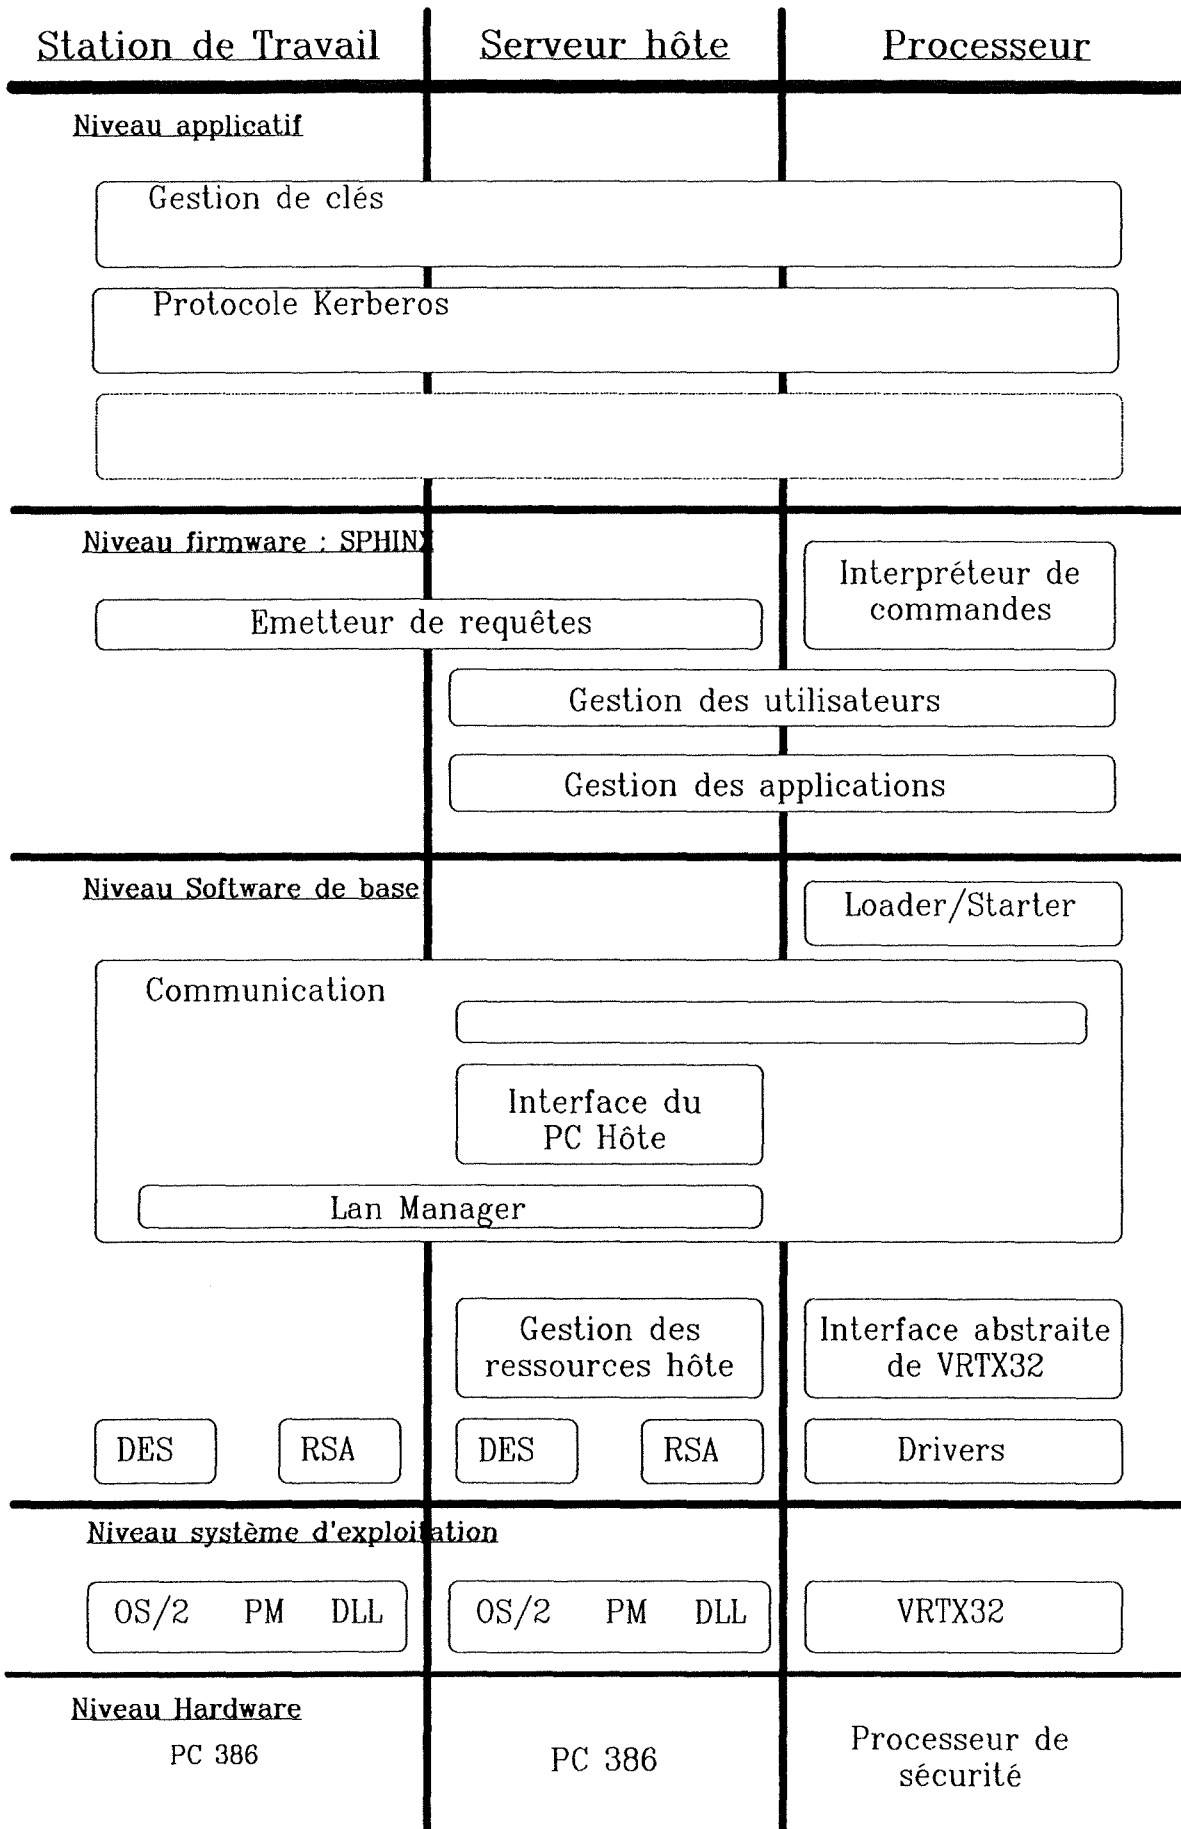 Station de Travail
Serveur hôte
Processeur
Niveau applicatif
Gestion de clés
Protocole Kerberos
Niveau firmware : SPHINX
Interpréteur de
commandes
Emetteur de requêtes
Gestion des utilisateurs
Gestion des applications
Niveau Software de base
Loader/Starter
Communication
Interface du
PC Hôte
Lan Manager
Gestion des
ressources hôte
Interface abstraite
de VRTX32
DES
RSA
DES
RSA
Drivers
Niveau système d'exploitation
OS/2 PM DLL
OS/2 PM DLL
VRTX32
Niveau Hardware
PC 386
PC 386
Processeur de
sécurité